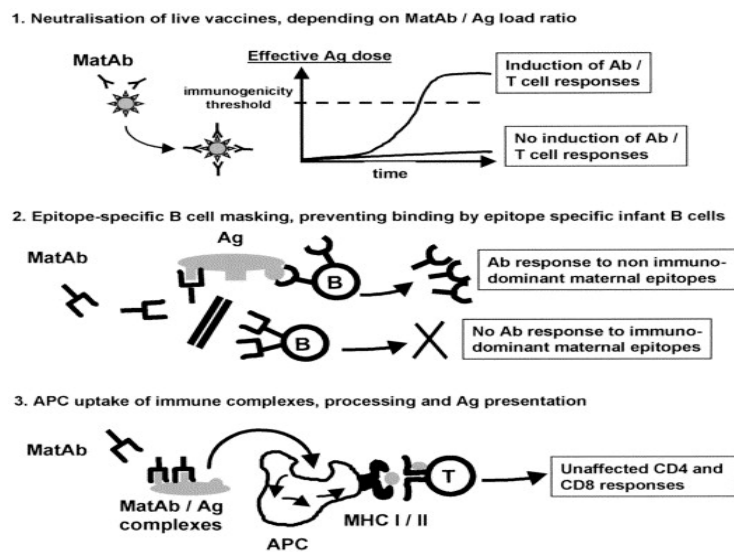 1. Neutralisation of live vaccines, depending on MatAb / Ag load ratio
MatAb
Effective Ag dose
immunogenicity
threshold
time
Induction of Ab /
T cell responses
No induction of Ab /
T cell responses
2. Epitope-specific B cell masking, preventing binding by epitope specific infant B cells
MatAb
Ag
B
B
Ab response to non immuno-
dominant maternal epitopes
No Ab response to immuno-
dominant maternal epitopes
3. APC uptake of immune complexes, processing and Ag presentation
MatAb
MatAb / Ag
complexes
APC
MHC I / II
T
Unaffected CD4 and
CD8 responses